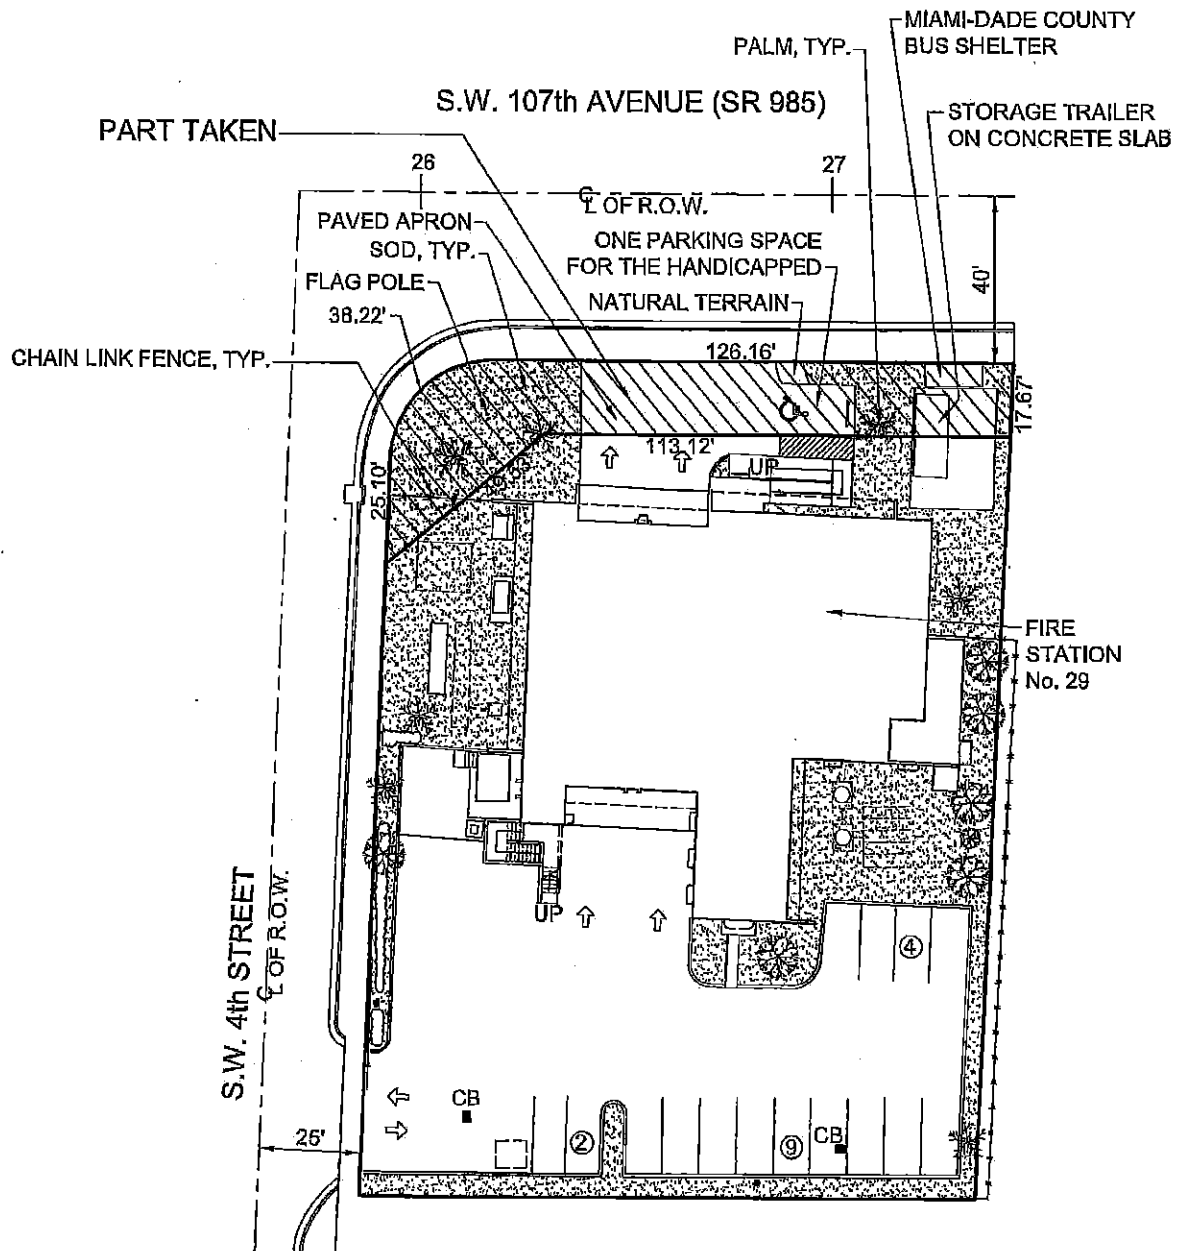 MIAMI-DADE COUNTY
BUS SHELTER
PALM, TYP.
S.W. 107th AVENUE (SR 985)
STORAGE TRAILER
ON CONCRETE SLAB
PART TAKEN
26
27
CL OF R.O.W.
PAVED APRON
SOD, TYP.
ONE PARKING SPACE
FOR THE HANDICAPPED
FLAG POLE
NATURAL TERRAIN
40'
38.22'
CHAIN LINK FENCE, TYP.
126.16'
17.67'
113.12'
UP
25.10'
FIRE
STATION
No. 29
UP
S.W. 4th STREET
CL OF R.O.W.
4
CB
25'
2
9
CB